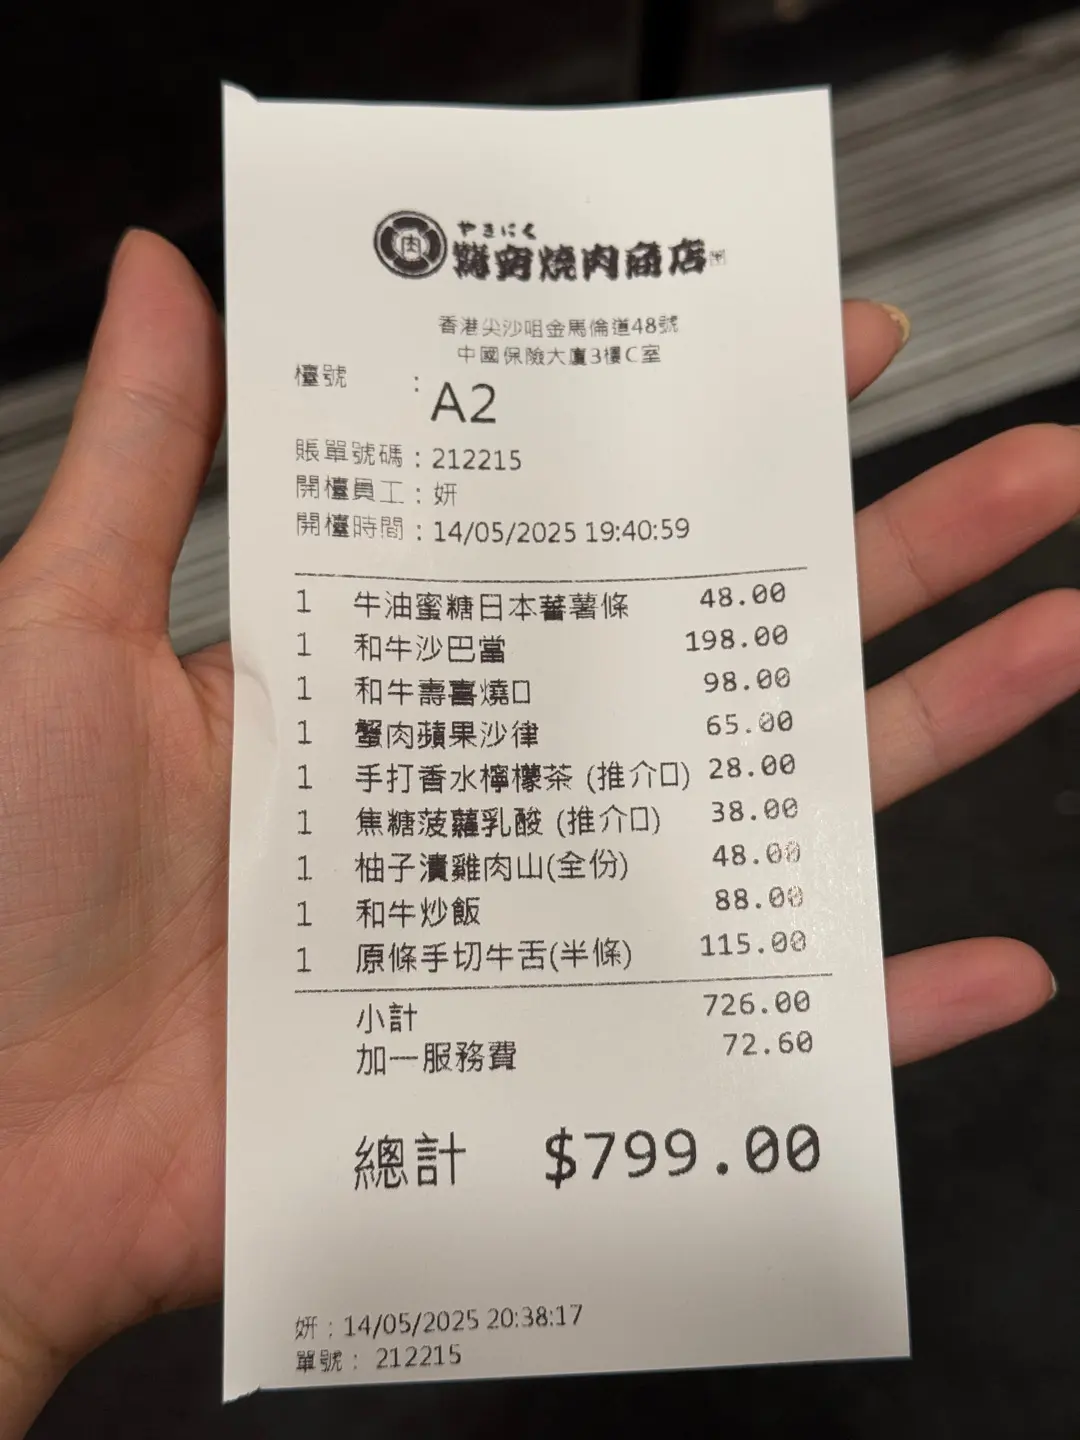 肉
やきにく
燒肉商店
香港尖沙咀金馬倫道48號
中國保險大廈3樓C室
檯號 :
A2
賬單號碼 : 212215
開檯員工 : 妍
開檯時間 : 14/05/2025 19:40:59
1 牛油蜜糖日本蕃薯條 48.00
1 和牛沙巴當 198.00
1 和牛壽喜燒口 98.00
1 蟹肉蘋果沙律 65.00
1 手打香水檸檬茶 (推介口) 28.00
1 焦糖菠蘿乳酸 (推介口) 38.00
1 柚子漬雞肉山(全份) 48.00
1 和牛炒飯 88.00
1 原條手切牛舌(半條) 115.00
小計 726.00
加一服務費 72.60
總計 $799.00
妍 : 14/05/2025 20:38:17
單號 : 212215